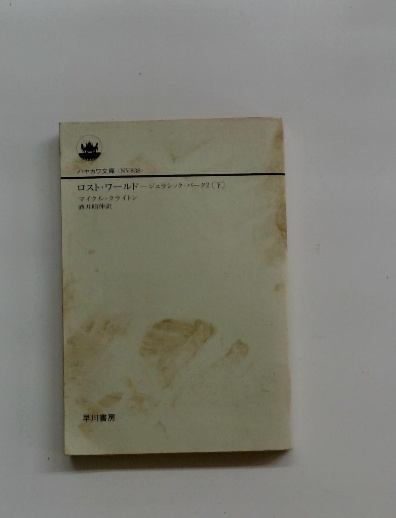 ハヤカワ文庫〈NV838〉
ロスト・ワールド —ジュラシック・パーク2〔下〕
マイクル・クライトン
酒井昭伸訳
早川書房